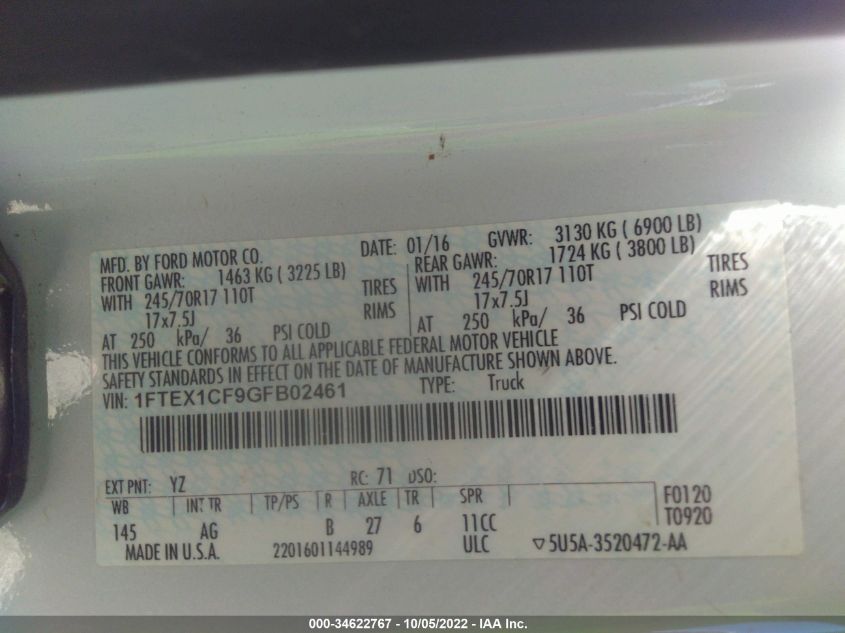 MFD. BY FORD MOTOR CO. DATE: 01/16 GVWR: 3130 KG ( 6900 LB)
FRONT GAWR: 1463 KG ( 3225 LB) REAR GAWR: 1724 KG ( 3800 LB)
WITH 245/70R17 110T TIRES WITH 245/70R17 110T TIRES
17x7.5J RIMS 17x7.5J RIMS
AT 250 kPa/ 36 PSI COLD AT 250 kPa/ 36 PSI COLD
THIS VEHICLE CONFORMS TO ALL APPLICABLE FEDERAL MOTOR VEHICLE
SAFETY STANDARDS IN EFFECT ON THE DATE OF MANUFACTURE SHOWN ABOVE.
VIN: 1FTEX1CF9GFB02461 TYPE: Truck
EXT PNT: YZ RC: 71 DSO:
WB INT TR TP/PS R AXLE TR SPR F0120
145 AG B 27 6 11CC T0920
MADE IN U.S.A. 2201601144989 ULC ▽5U5A-3520472-AA
000-34622767 - 10/05/2022 - IAA Inc.